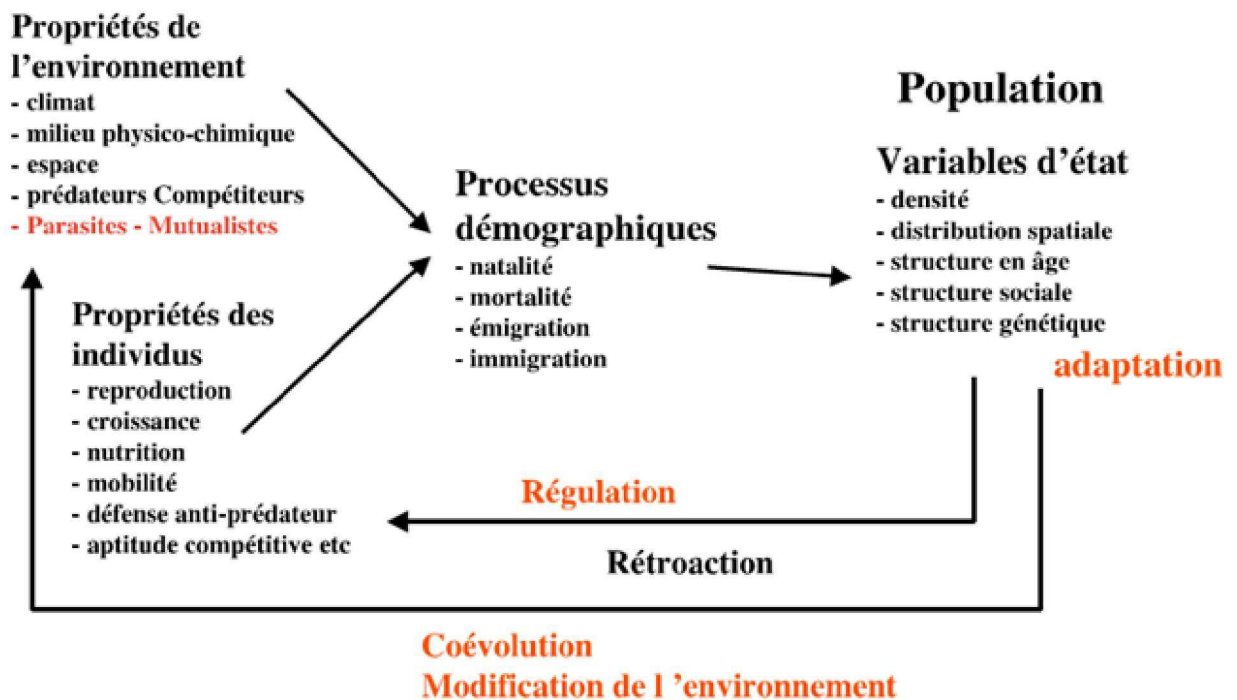 Propriétés de
l'environnement
- climat
- milieu physico-chimique
- espace
- prédateurs Compétiteurs
- Parasites - Mutualistes
Propriétés des
individus
- reproduction
- croissance
- nutrition
- mobilité
- défense anti-prédateur
- aptitude compétitive etc
Processus
démographiques
- natalité
- mortalité
- émigration
- immigration
Population
Variables d'état
- densité
- distribution spatiale
- structure en âge
- structure sociale
- structure génétique
adaptation
Régulation
Rétroaction
Coévolution
Modification de l 'environnement